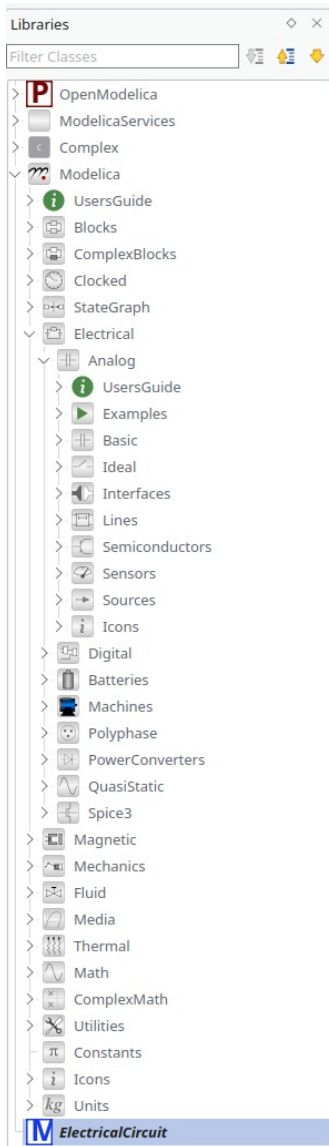 Libraries
Filter Classes
P OpenModelica
ModelicaServices
C Complex
m Modelica
i UsersGuide
Blocks
ComplexBlocks
Clocked
StateGraph
Electrical
Analog
i UsersGuide
Examples
Basic
Ideal
Interfaces
Lines
Semiconductors
Sensors
Sources
i Icons
Digital
Batteries
Machines
Polyphase
PowerConverters
QuasiStatic
Spice3
Magnetic
Mechanics
Fluid
Media
Thermal
Math
ComplexMath
Utilities
π Constants
i Icons
kg Units
M ElectricalCircuit